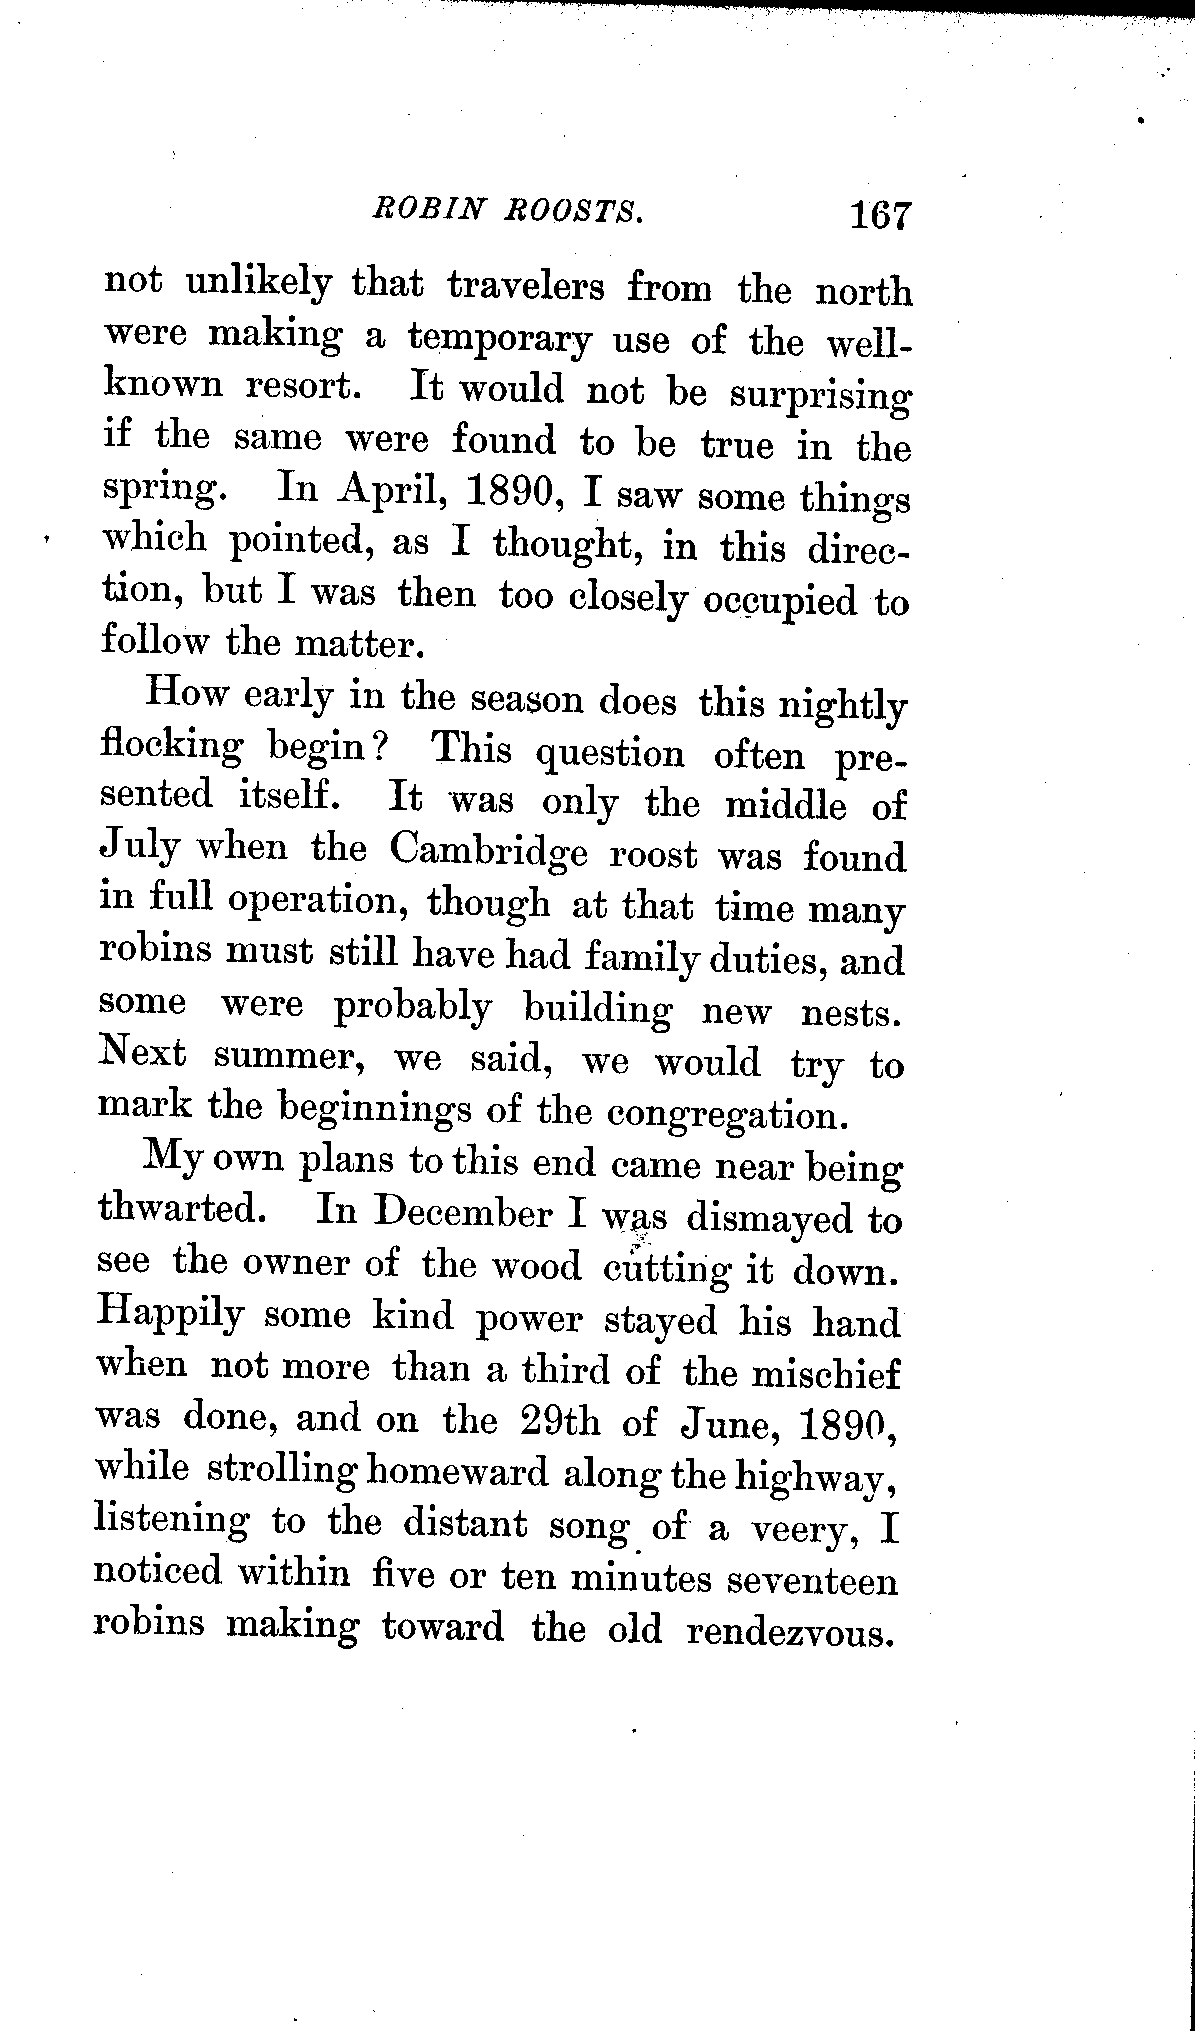 ROBIN ROOSTS. 167
not unlikely that travelers from the north
were making a temporary use of the well-
known resort. It would not be surprising
if the same were found to be true in the
spring. In April, 1890, I saw some things
which pointed, as I thought, in this direc-
tion, but I was then too closely occupied to
follow the matter.
How early in the season does this nightly
flocking begin? This question often pre-
sented itself. It was only the middle of
July when the Cambridge roost was found
in full operation, though at that time many
robins must still have had family duties, and
some were probably building new nests.
Next summer, we said, we would try to
mark the beginnings of the congregation.
My own plans to this end came near being
thwarted. In December I was dismayed to
see the owner of the wood cutting it down.
Happily some kind power stayed his hand
when not more than a third of the mischief
was done, and on the 29th of June, 1890,
while strolling homeward along the highway,
listening to the distant song of a veery, I
noticed within five or ten minutes seventeen
robins making toward the old rendezvous.